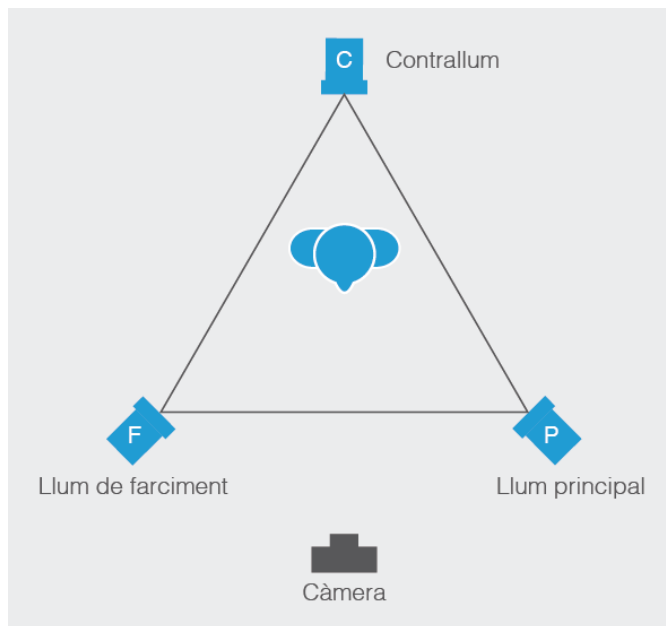 C
Contrallum
F
P
Llum de farciment
Llum principal
Càmera